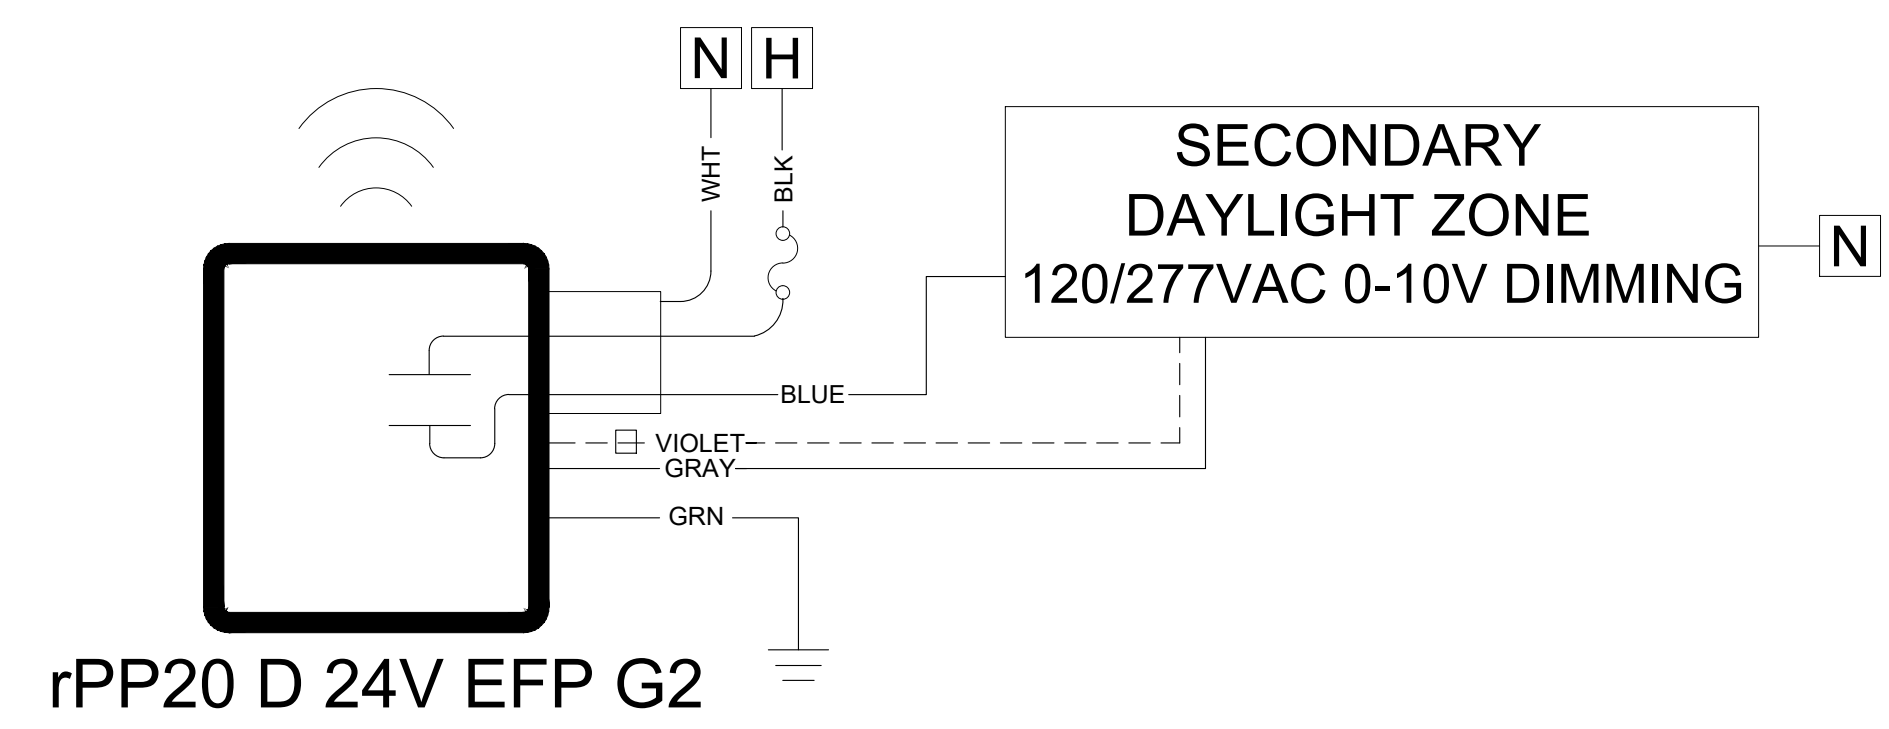 N H
WHT
BLK
SECONDARY
DAYLIGHT ZONE
120/277VAC 0-10V DIMMING
N
BLUE
VIOLET
GRAY
GRN
rPP20 D 24V EFP G2